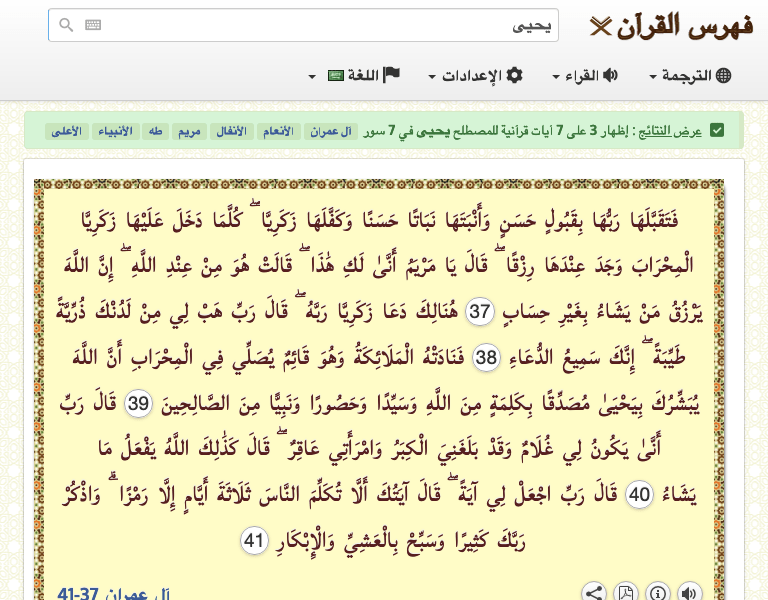 فهرس القرآن
يحيى
الترجمة القراء الإعدادات اللغة
عرض النتائج : إظهار 3 على 7 آيات قرآنية للمصطلح يحيى في 7 سور آل عمران الأنعام الأنفال مريم طه الأنبياء الأعلى
فَتَقَبَّلَهَا رَبُّهَا بِقَبُولٍ حَسَنٍ وَأَنْبَتَهَا نَبَاتًا حَسَنًا وَكَفَّلَهَا زَكَرِيَّا ۖ كُلَّمَا دَخَلَ عَلَيْهَا زَكَرِيَّا
الْمِحْرَابَ وَجَدَ عِنْدَهَا رِزْقًا ۖ قَالَ يَا مَرْيَمُ أَنَّىٰ لَكِ هَٰذَا ۖ قَالَتْ هُوَ مِنْ عِنْدِ اللَّهِ ۖ إِنَّ اللَّهَ
يَرْزُقُ مَنْ يَشَاءُ بِغَيْرِ حِسَابٍ 37 هُنَالِكَ دَعَا زَكَرِيَّا رَبَّهُ ۖ قَالَ رَبِّ هَبْ لِي مِنْ لَدُنْكَ ذُرِّيَّةً
طَيِّبَةً ۖ إِنَّكَ سَمِيعُ الدُّعَاءِ 38 فَنَادَتْهُ الْمَلَائِكَةُ وَهُوَ قَائِمٌ يُصَلِّي فِي الْمِحْرَابِ أَنَّ اللَّهَ
يُبَشِّرُكَ بِيَحْيَىٰ مُصَدِّقًا بِكَلِمَةٍ مِنَ اللَّهِ وَسَيِّدًا وَحَصُورًا وَنَبِيًّا مِنَ الصَّالِحِينَ 39 قَالَ رَبِّ
أَنَّىٰ يَكُونُ لِي غُلَامٌ وَقَدْ بَلَغَنِيَ الْكِبَرُ وَامْرَأَتِي عَاقِرٌ ۖ قَالَ كَذَٰلِكَ اللَّهُ يَفْعَلُ مَا
يَشَاءُ 40 قَالَ رَبِّ اجْعَلْ لِي آيَةً ۖ قَالَ آيَتُكَ أَلَّا تُكَلِّمَ النَّاسَ ثَلَاثَةَ أَيَّامٍ إِلَّا رَمْزًا ۗ وَاذْكُرْ
رَبَّكَ كَثِيرًا وَسَبِّحْ بِالْعَشِيِّ وَالْإِبْكَارِ 41
آل عمران 37-41